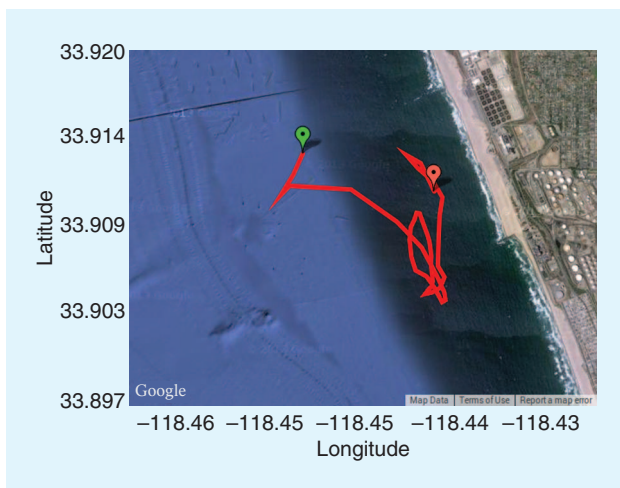 33.920
33.914
33.909
33.903
33.897
Latitude
Google
Map Data | Terms of Use | Report a map error
–118.46 –118.45 –118.45 –118.44 –118.43
Longitude